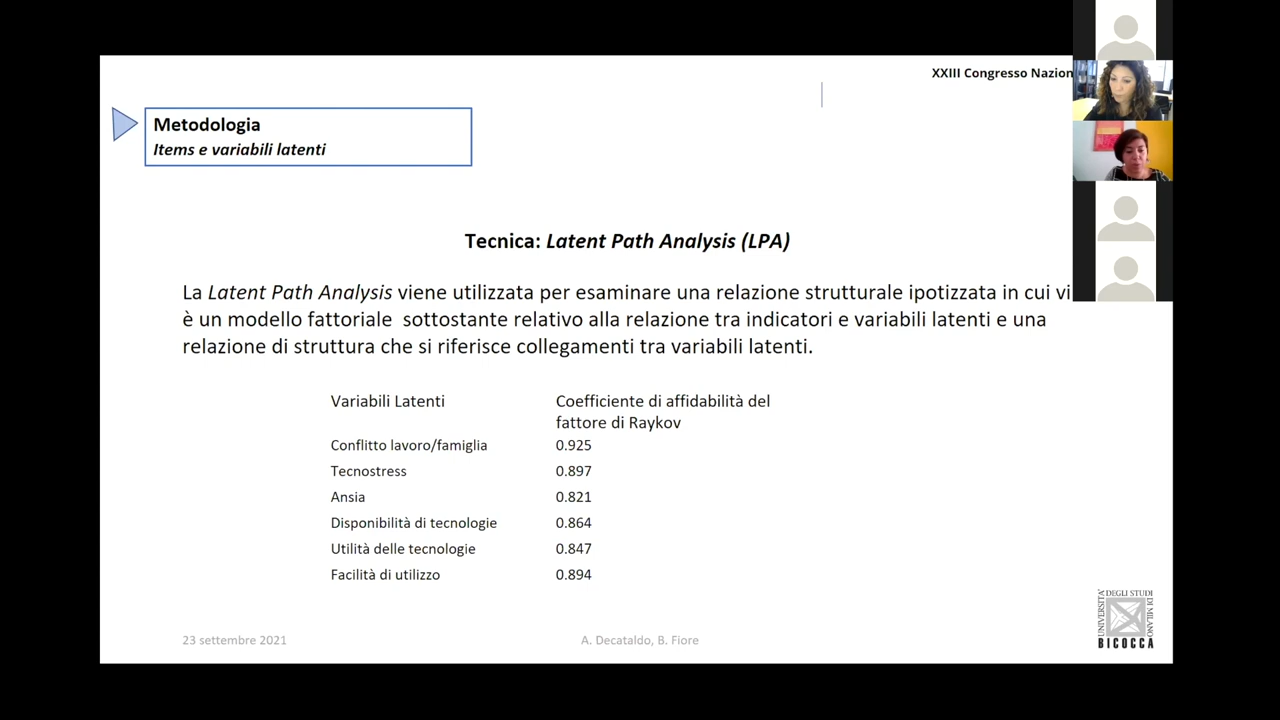 XXIII Congresso Nazion
Metodologia
Items e variabili latenti
Tecnica: Latent Path Analysis (LPA)
La Latent Path Analysis viene utilizzata per esaminare una relazione strutturale ipotizzata in cui vi
è un modello fattoriale sottostante relativo alla relazione tra indicatori e variabili latenti e una
relazione di struttura che si riferisce collegamenti tra variabili latenti.
Variabili Latenti Coefficiente di affidabilità del
fattore di Raykov
Conflitto lavoro/famiglia 0.925
Tecnostress 0.897
Ansia 0.821
Disponibilità di tecnologie 0.864
Utilità delle tecnologie 0.847
Facilità di utilizzo 0.894
23 settembre 2021 A. Decataldo, B. Fiore
UNIVERSITÀ DEGLI STUDI DI MILANO
BICOCCA